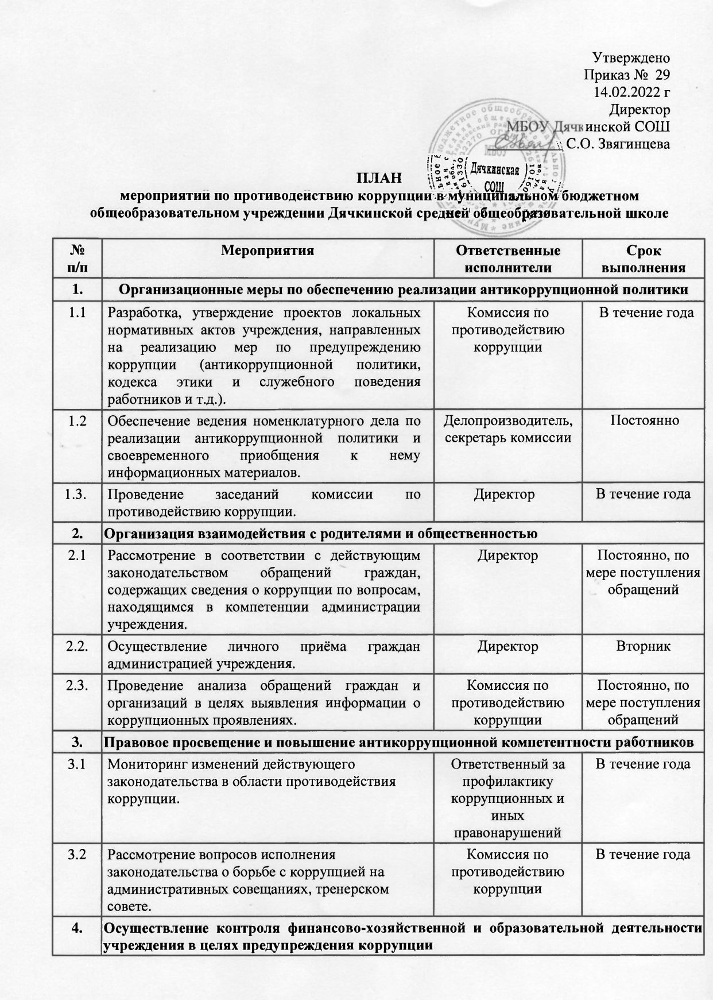 Утверждено
Приказ № 29
14.02.2022 г
Директор
МБОУ Дячкинской СОШ
С.О. Звягинцева
МБОУ
Дячкинская
СОШ
ПЛАН
мероприятий по противодействию коррупции в муниципальном бюджетном
общеобразовательном учреждении Дячкинской средней общеобразовательной школе
№ Мероприятия Ответственные Срок
п/п исполнители выполнения
1. Организационные меры по обеспечению реализации антикоррупционной политики
1.1 Разработка, утверждение проектов локальных Комиссия по В течение года
нормативных актов учреждения, направленных противодействию
на реализацию мер по предупреждению коррупции
коррупции (антикоррупционной политики,
кодекса этики и служебного поведения
работников и т.д.).
1.2 Обеспечение ведения номенклатурного дела по Делопроизводитель, Постоянно
реализации антикоррупционной политики и секретарь комиссии
своевременного приобщения к нему
информационных материалов.
1.3. Проведение заседаний комиссии по Директор В течение года
противодействию коррупции.
2. Организация взаимодействия с родителями и общественностью
2.1 Рассмотрение в соответствии с действующим Директор Постоянно, по
законодательством обращений граждан, мере поступления
содержащих сведения о коррупции по вопросам, обращений
находящимся в компетенции администрации
учреждения.
2.2. Осуществление личного приёма граждан Директор Вторник
администрацией учреждения.
2.3. Проведение анализа обращений граждан и Комиссия по Постоянно, по
организаций в целях выявления информации о противодействию мере поступления
коррупционных проявлениях. коррупции обращений
3. Правовое просвещение и повышение антикоррупционной компетентности работников
3.1 Мониторинг изменений действующего Ответственный за В течение года
законодательства в области противодействия профилактику
коррупции. коррупционных и
иных
правонарушений
3.2 Рассмотрение вопросов исполнения Комиссия по В течение года
законодательства о борьбе с коррупцией на противодействию
административных совещаниях, тренерском коррупции
совете.
4. Осуществление контроля финансово-хозяйственной и образовательной деятельности
учреждения в целях предупреждения коррупции